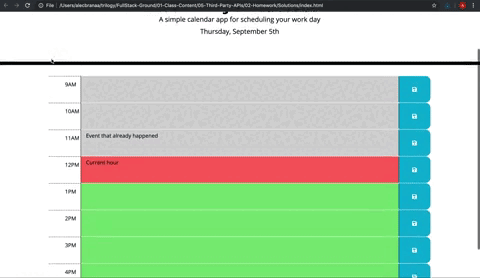 File
/Users/alecbranaa/trilogy/FullStack-Ground/01-Class-Content/05-Third-Party-APIs/02-Homework/Solutions/index.html
A simple calendar app for scheduling your work day
Thursday, September 5th
9AM
10AM
11AM Event that already happened
12PM Current hour
1PM
2PM
3PM
4PM